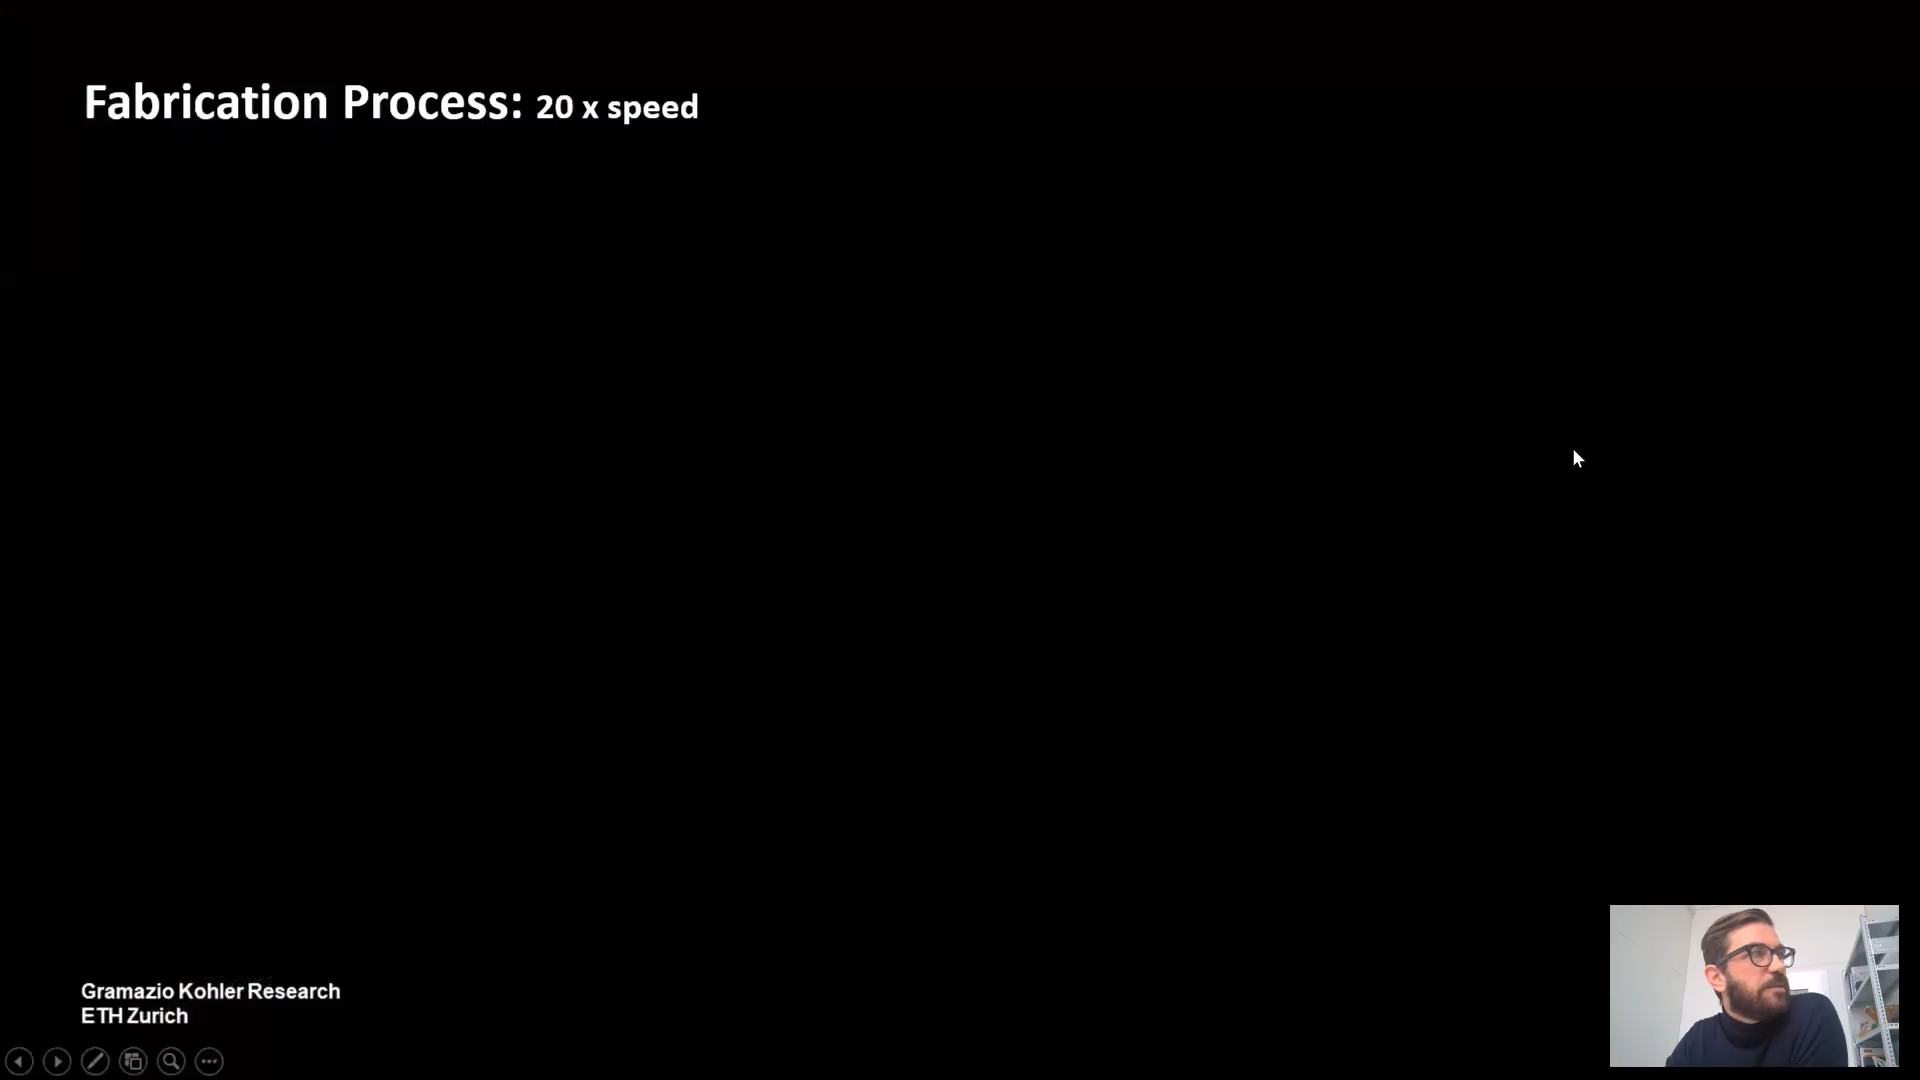 Fabrication Process: 20 x speed
Gramazio Kohler Research
ETH Zurich